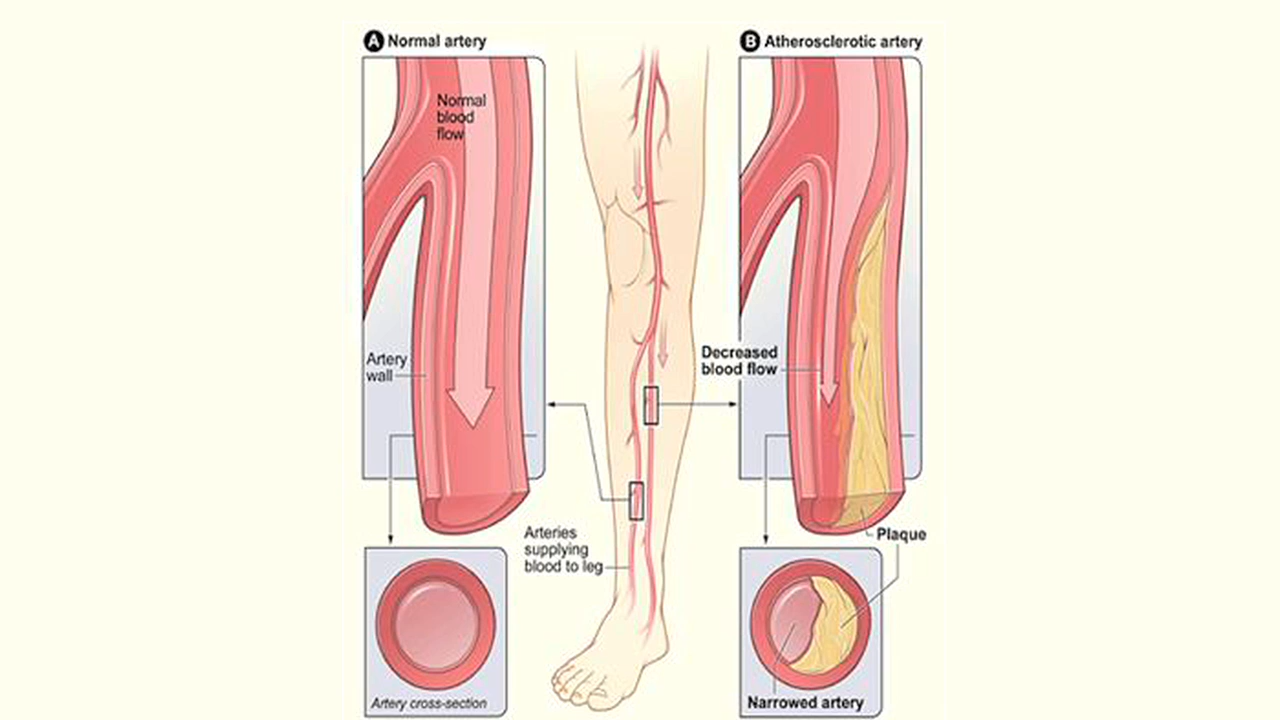 A Normal artery
Normal
blood
flow
Artery
wall
Artery cross-section
Arteries
supplying
blood to leg
B Atherosclerotic artery
Decreased
blood flow
Plaque
Narrowed artery